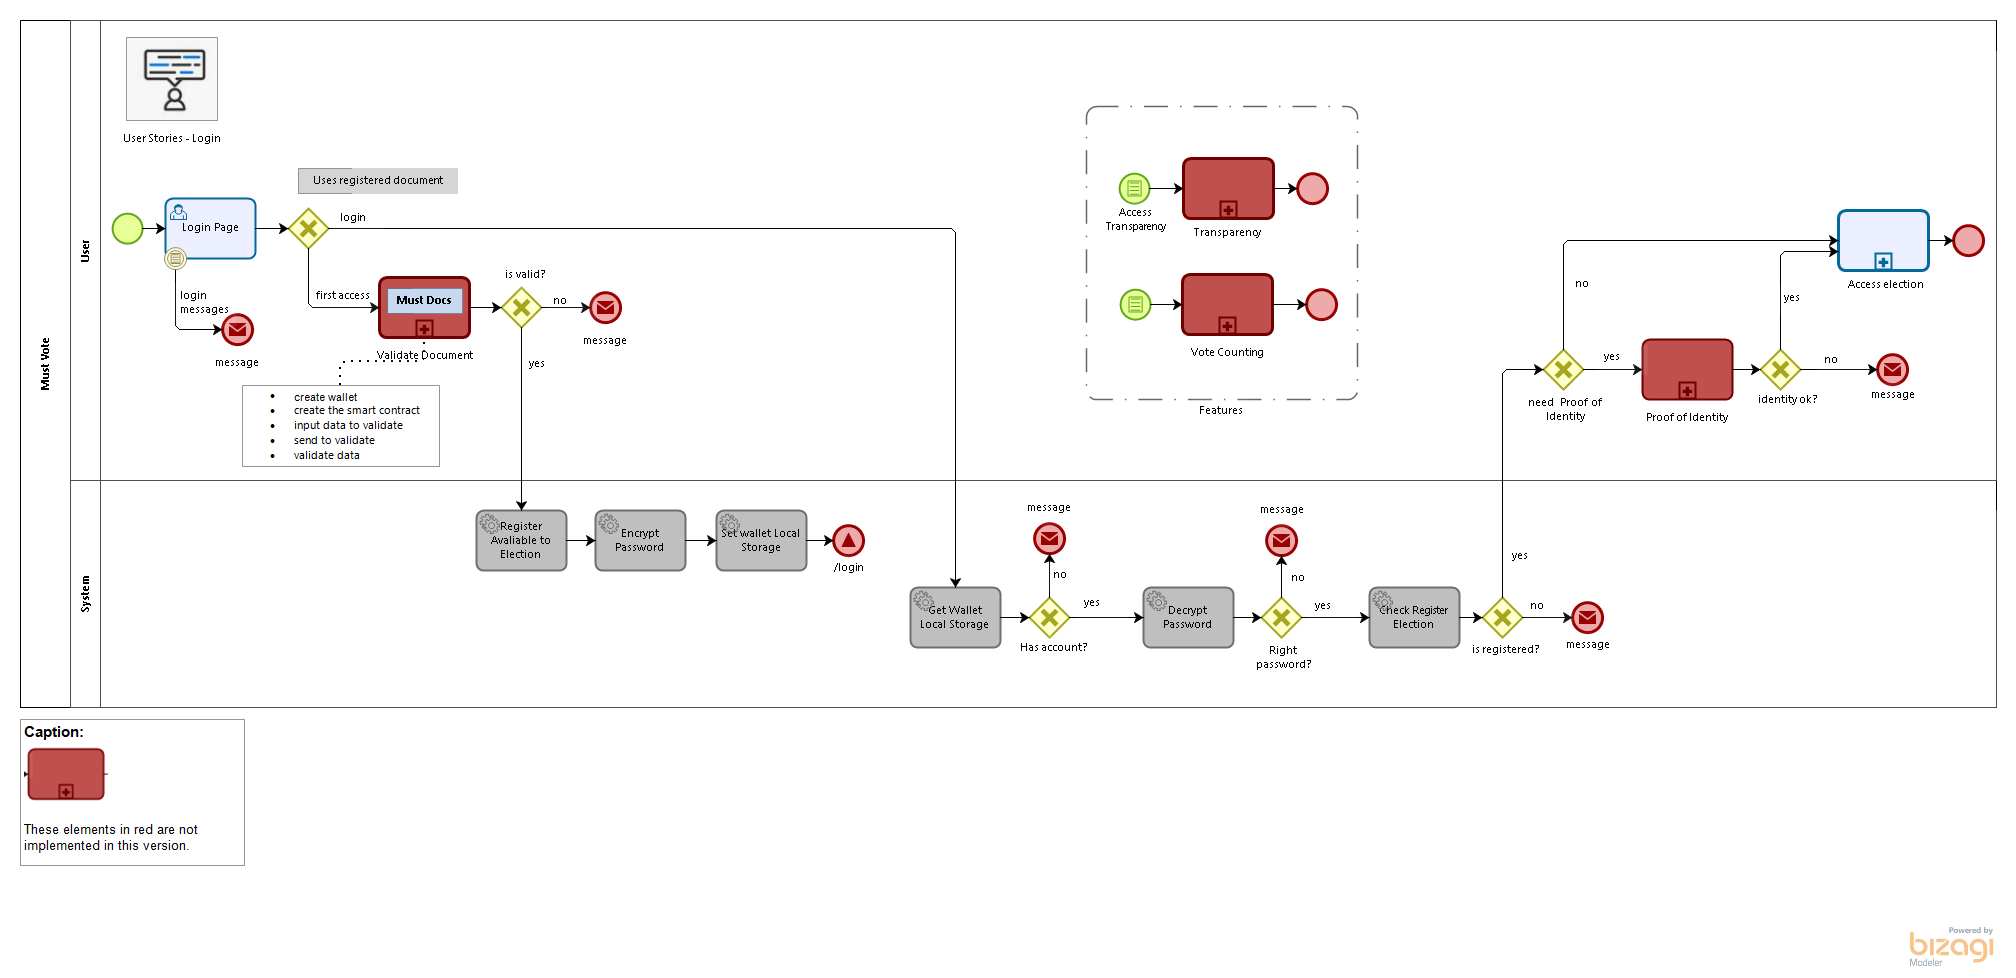 Must Vote
User
User Stories - Login
Uses registered document
Login Page
login
login
messages
message
first access
Must Docs
Validate Document
is valid?
no
message
yes
• create wallet
• create the smart contract
• input data to validate
• send to validate
• validate data
Access
Transparency
Transparency
Vote Counting
Features
no
need Proof of
Identity
yes
Proof of Identity
yes
identity ok?
no
message
Access election
System
Register
Avaliable to
Election
Encrypt
Password
Set wallet Local
Storage
/login
Get Wallet
Local Storage
message
no
Has account?
yes
Decrypt
Password
message
no
Right
password?
yes
Check Register
Election
yes
is registered?
no
message
Caption:
These elements in red are not
implemented in this version.
Powered by
bizagi
Modeler